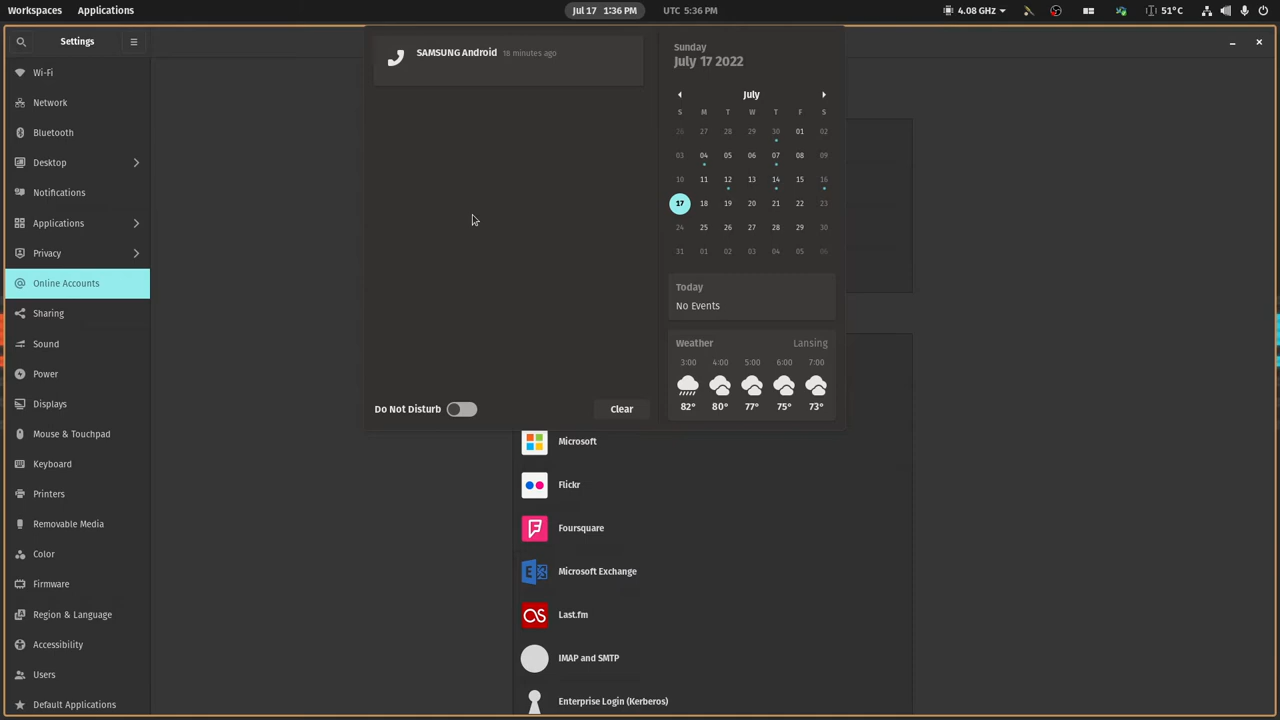 Workspaces
Applications
Jul 17 1:36 PM
UTC 5:36 PM
4.08 GHz
51°C
Settings
Wi-Fi
Network
Bluetooth
Desktop
Notifications
Applications
Privacy
Online Accounts
Sharing
Sound
Power
Displays
Mouse & Touchpad
Keyboard
Printers
Removable Media
Color
Firmware
Region & Language
Accessibility
Users
Default Applications
SAMSUNG Android 18 minutes ago
Do Not Disturb
Clear
Sunday
July 17 2022
July
S M T W T F S
26 27 28 29 30 01 02
03 04 05 06 07 08 09
10 11 12 13 14 15 16
17 18 19 20 21 22 23
24 25 26 27 28 29 30
31 01 02 03 04 05 06
Today
No Events
Weather Lansing
3:00 4:00 5:00 6:00 7:00
82° 80° 77° 75° 73°
Microsoft
Flickr
Foursquare
Microsoft Exchange
Last.fm
IMAP and SMTP
Enterprise Login (Kerberos)